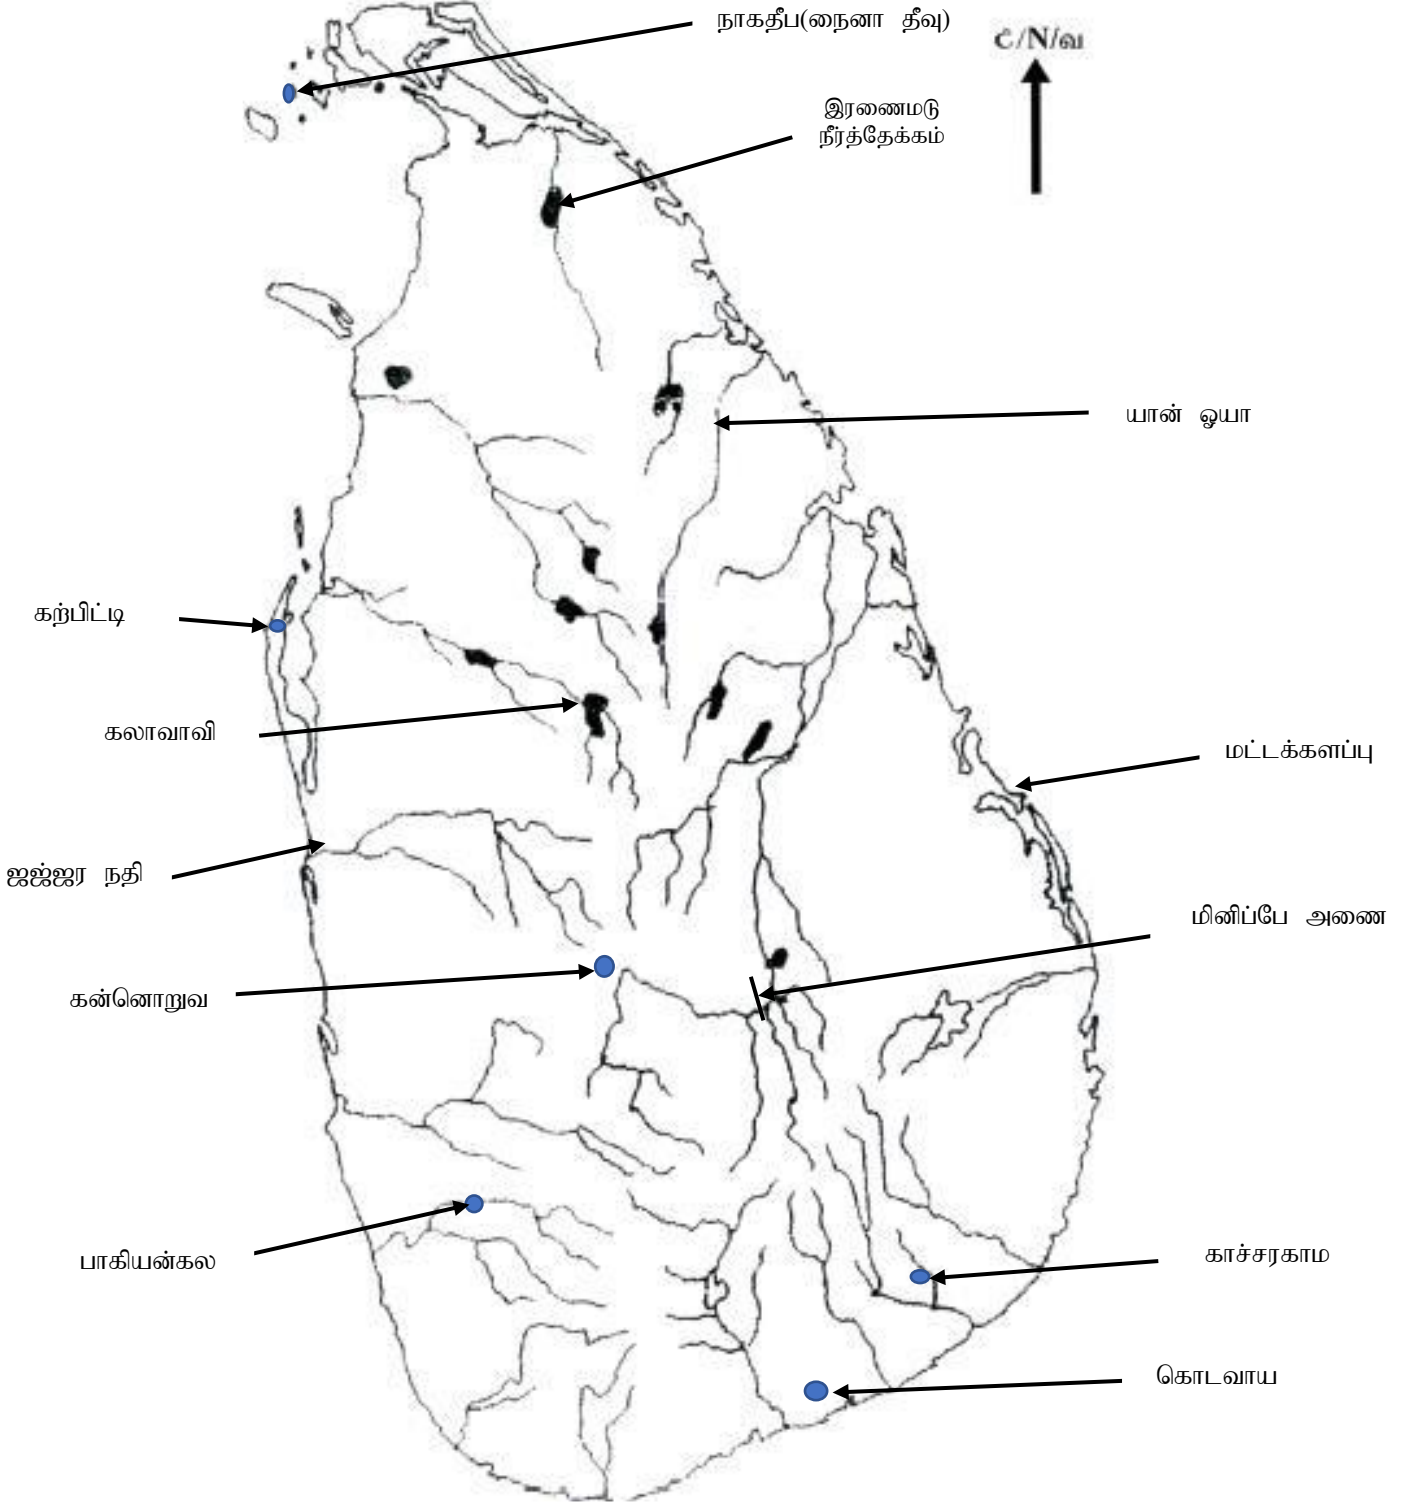 நாகதீப(நைனா தீவு)
උ/N/வ
இரணைமடு
நீர்த்தேக்கம்
யான் ஓயா
கற்பிட்டி
கலாவாவி
மட்டக்களப்பு
ஜஜ்ஜர நதி
மினிப்பே அணை
கன்னொறுவ
பாகியன்கல
காச்சரகாம
கொடவாய